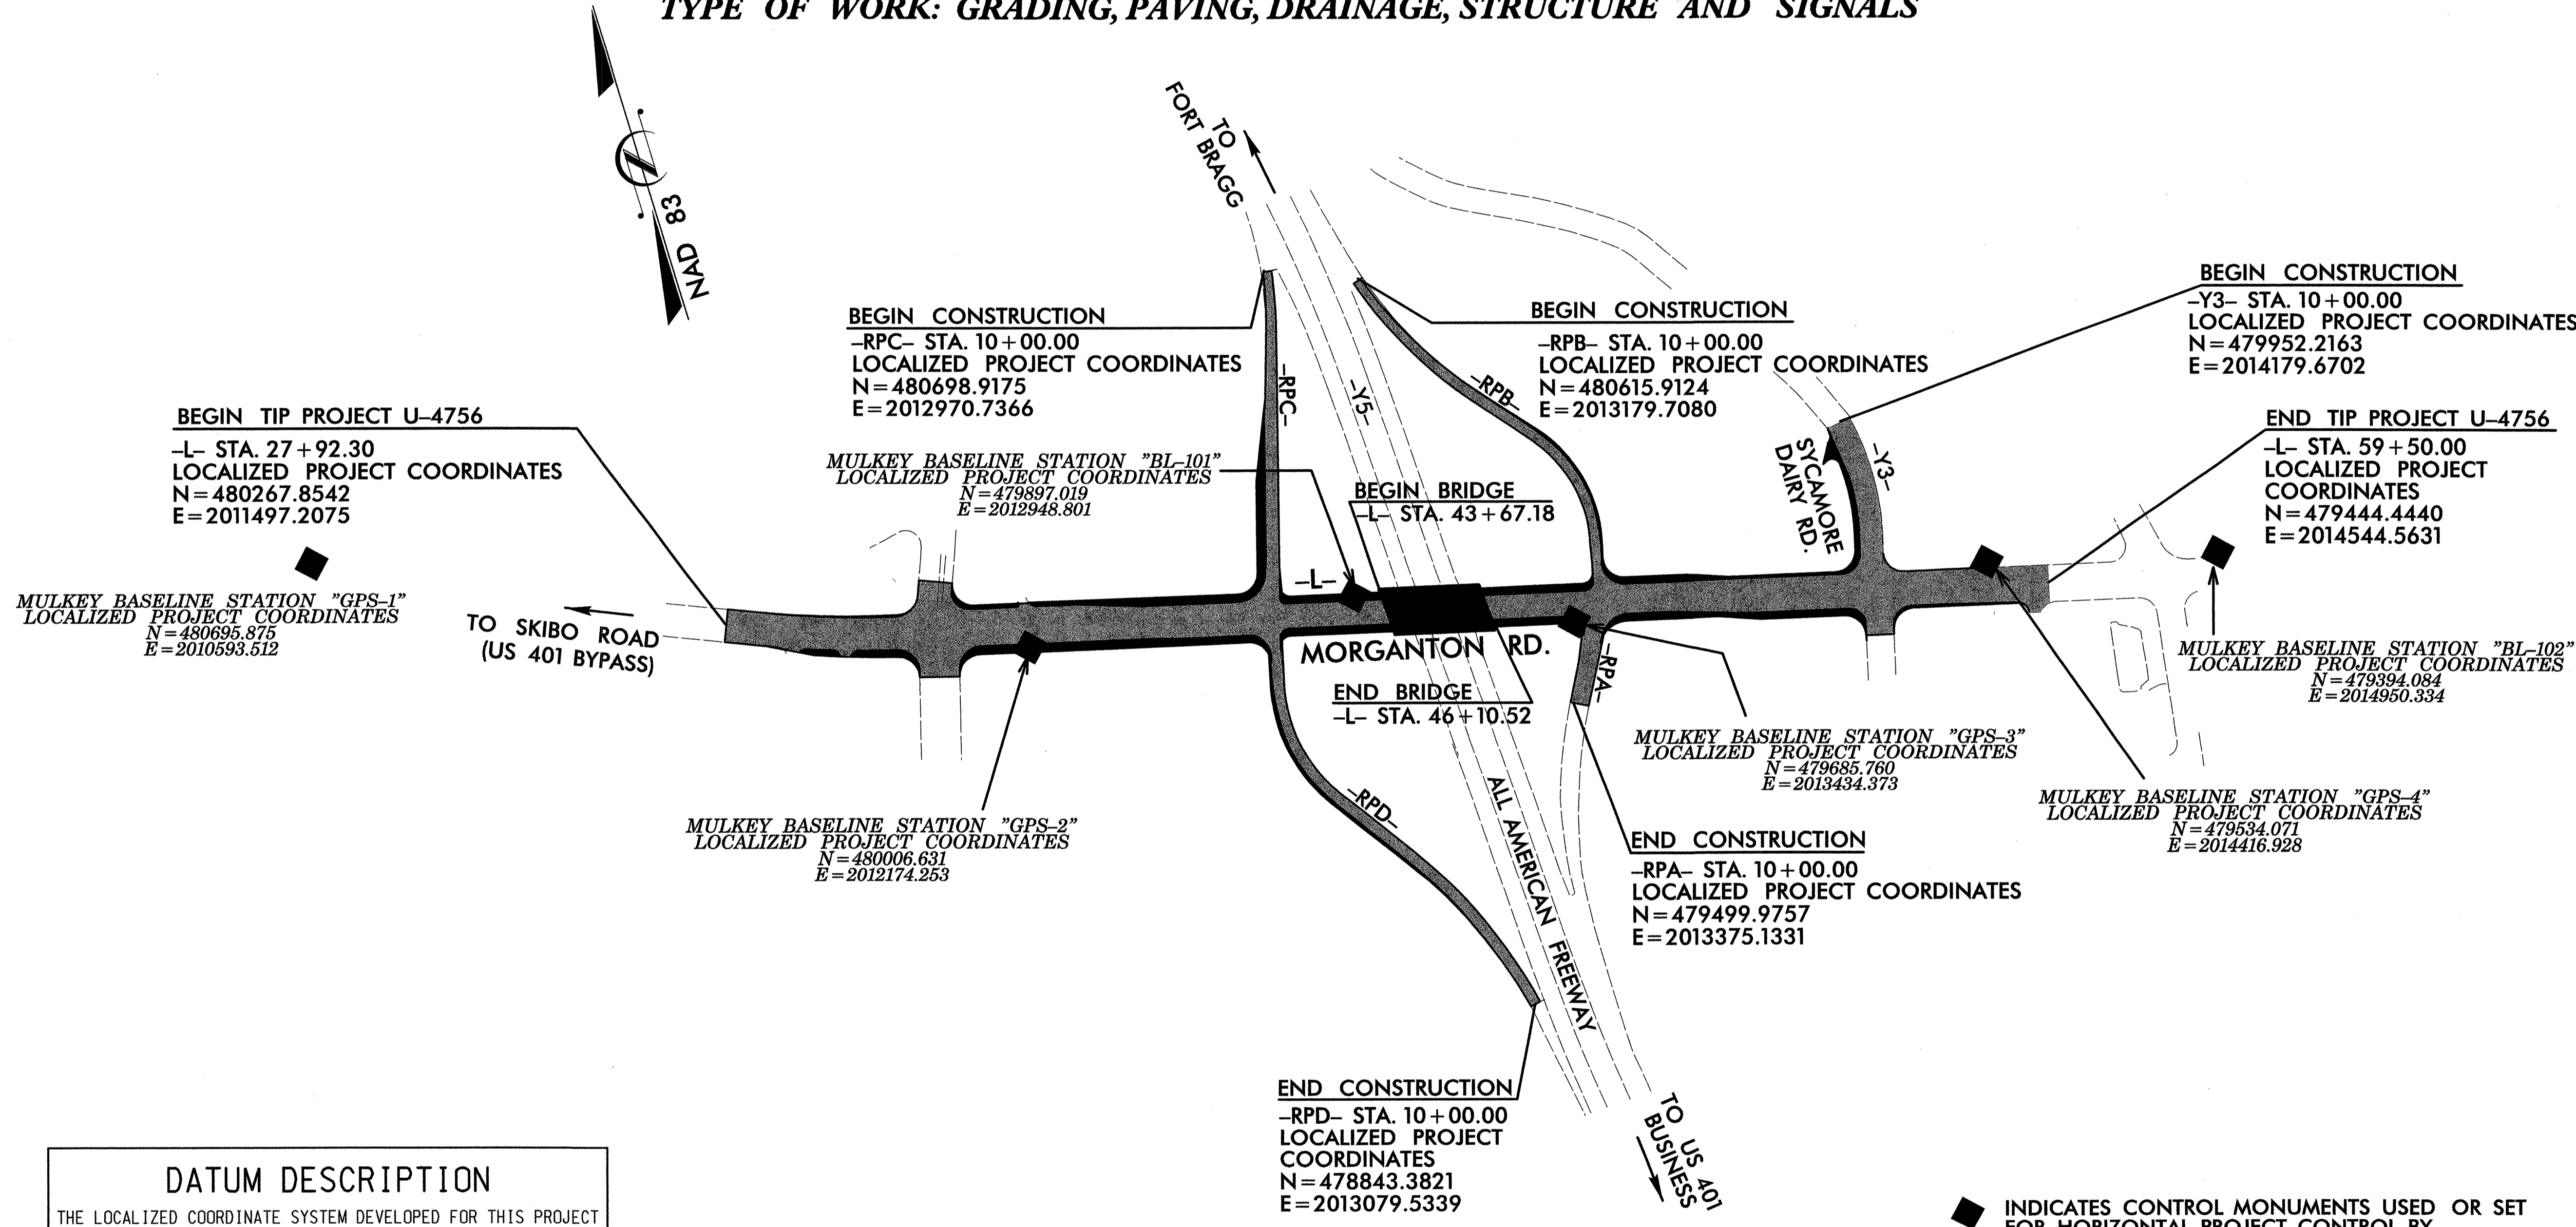 TYPE OF WORK: GRADING, PAVING, DRAINAGE, STRUCTURE AND SIGNALS
NAD 83
TO
FORT BRAGG
BEGIN CONSTRUCTION
-Y3- STA. 10+00.00
LOCALIZED PROJECT COORDINATES
N=479952.2163
E=2014179.6702
BEGIN CONSTRUCTION
-RPC- STA. 10+00.00
LOCALIZED PROJECT COORDINATES
N=480698.9175
E=2012970.7366
BEGIN CONSTRUCTION
-RPB- STA. 10+00.00
LOCALIZED PROJECT COORDINATES
N=480615.9124
E=2013179.7080
-RPC-
-Y5-
-RPB-
BEGIN TIP PROJECT U-4756
-L- STA. 27+92.30
LOCALIZED PROJECT COORDINATES
N=480267.8542
E=2011497.2075
END TIP PROJECT U-4756
-L- STA. 59+50.00
LOCALIZED PROJECT
COORDINATES
N=479444.4440
E=2014544.5631
MULKEY BASELINE STATION "BL-101"
LOCALIZED PROJECT COORDINATES
N=479897.019
E=2012948.801
BEGIN BRIDGE
-L- STA. 43+67.18
SYCAMORE
DAIRY RD.
-Y3-
MULKEY BASELINE STATION "GPS-1"
LOCALIZED PROJECT COORDINATES
N=480695.875
E=2010593.512
TO SKIBO ROAD
(US 401 BYPASS)
-L-
MORGANTON RD.
-RPA-
END BRIDGE
-L- STA. 46+10.52
MULKEY BASELINE STATION "BL-102"
LOCALIZED PROJECT COORDINATES
N=479394.084
E=2014950.334
MULKEY BASELINE STATION "GPS-3"
LOCALIZED PROJECT COORDINATES
N=479685.760
E=2013434.373
MULKEY BASELINE STATION "GPS-4"
LOCALIZED PROJECT COORDINATES
N=479534.071
E=2014416.928
MULKEY BASELINE STATION "GPS-2"
LOCALIZED PROJECT COORDINATES
N=480006.631
E=2012174.253
-RPD-
ALL AMERICAN FREEWAY
END CONSTRUCTION
-RPA- STA. 10+00.00
LOCALIZED PROJECT COORDINATES
N=479499.9757
E=2013375.1331
END CONSTRUCTION
-RPD- STA. 10+00.00
LOCALIZED PROJECT
COORDINATES
N=478843.3821
E=2013079.5339
TO US 401
BUSINESS
DATUM DESCRIPTION
THE LOCALIZED COORDINATE SYSTEM DEVELOPED FOR THIS PROJECT
INDICATES CONTROL MONUMENTS USED OR SET
FOR HORIZONTAL PROJECT CONTROL BY